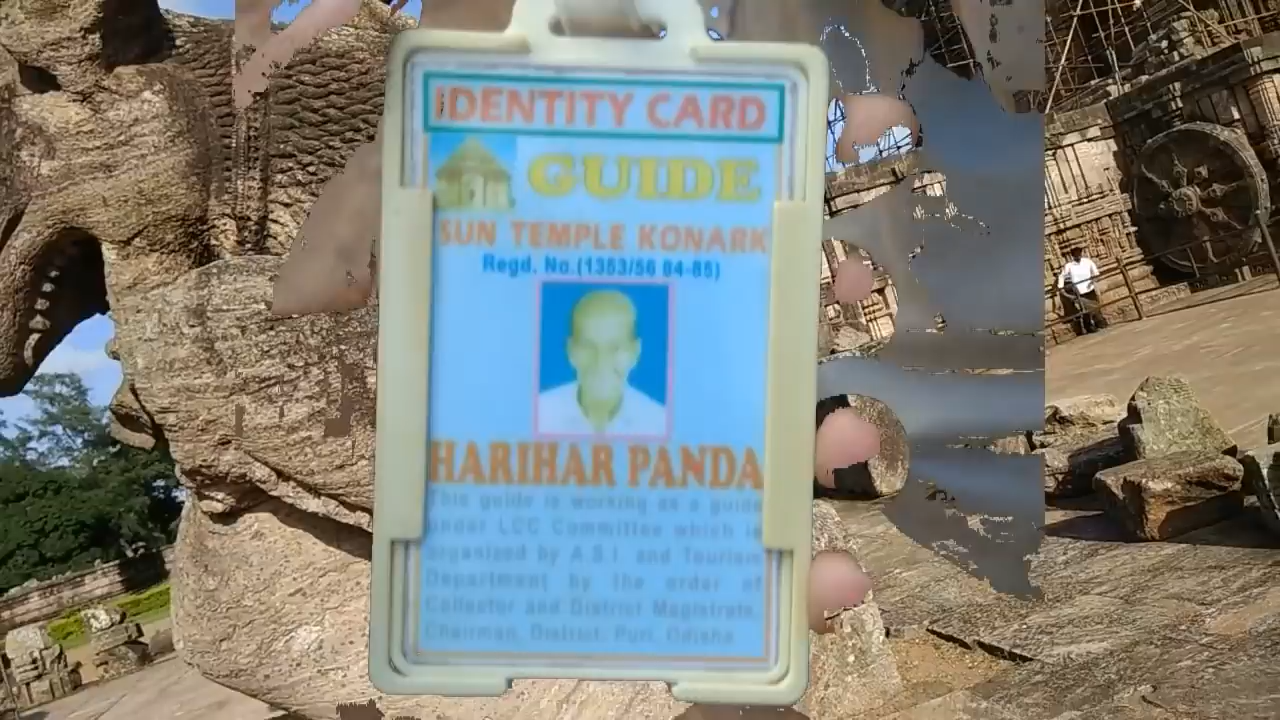 IDENTITY CARD
GUIDE
SUN TEMPLE KONARK
Regd. No.(1353/56 84-85)
HARIHAR PANDA
This guide is working as a guide
under LCC Committee which is
organized by A.S.I. and Tourism
Department by the order of
Collector and District Magistrate,
Chairman, District: Puri, Odisha